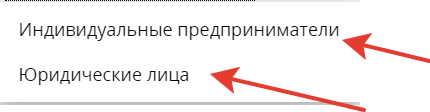 Индивидуальные предприниматели
Юридические лица